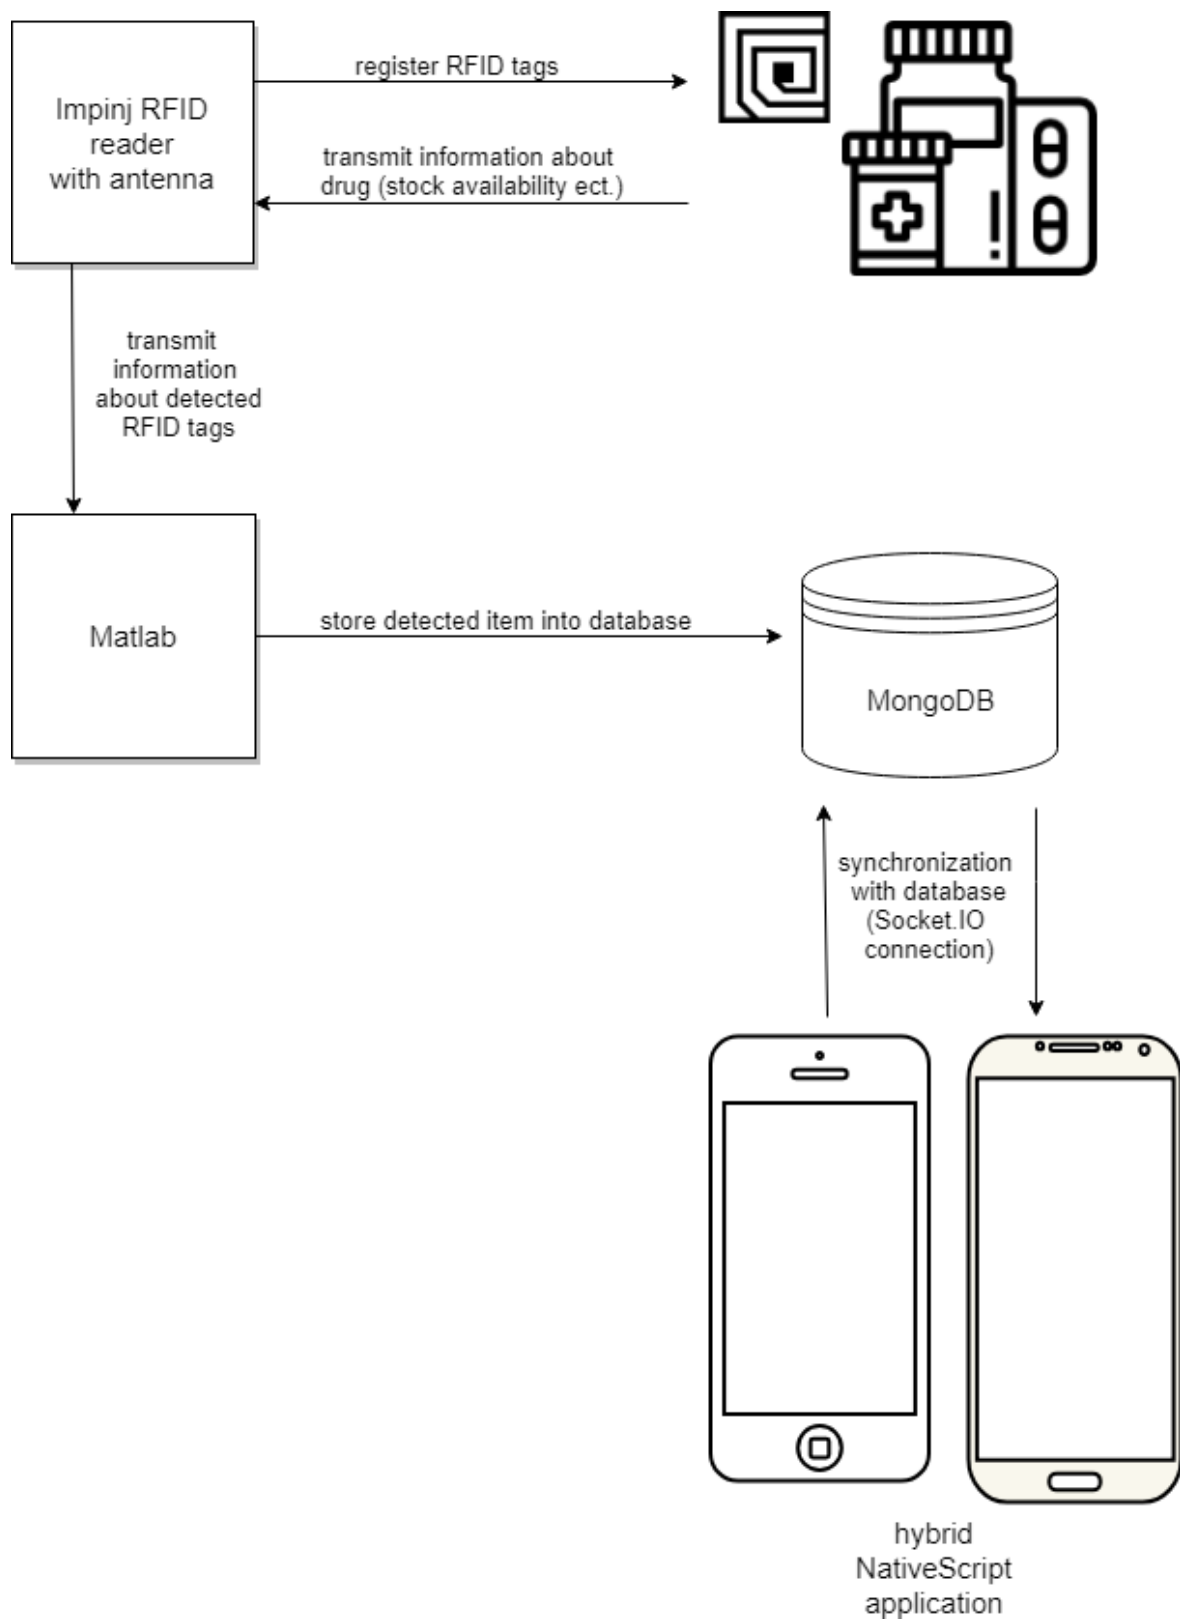 Impinj RFID
reader
with antenna
register RFID tags
transmit information about
drug (stock availability ect.)
transmit
information
about detected
RFID tags
Matlab
store detected item into database
MongoDB
synchronization
with database
(Socket.IO
connection)
hybrid
NativeScript
application